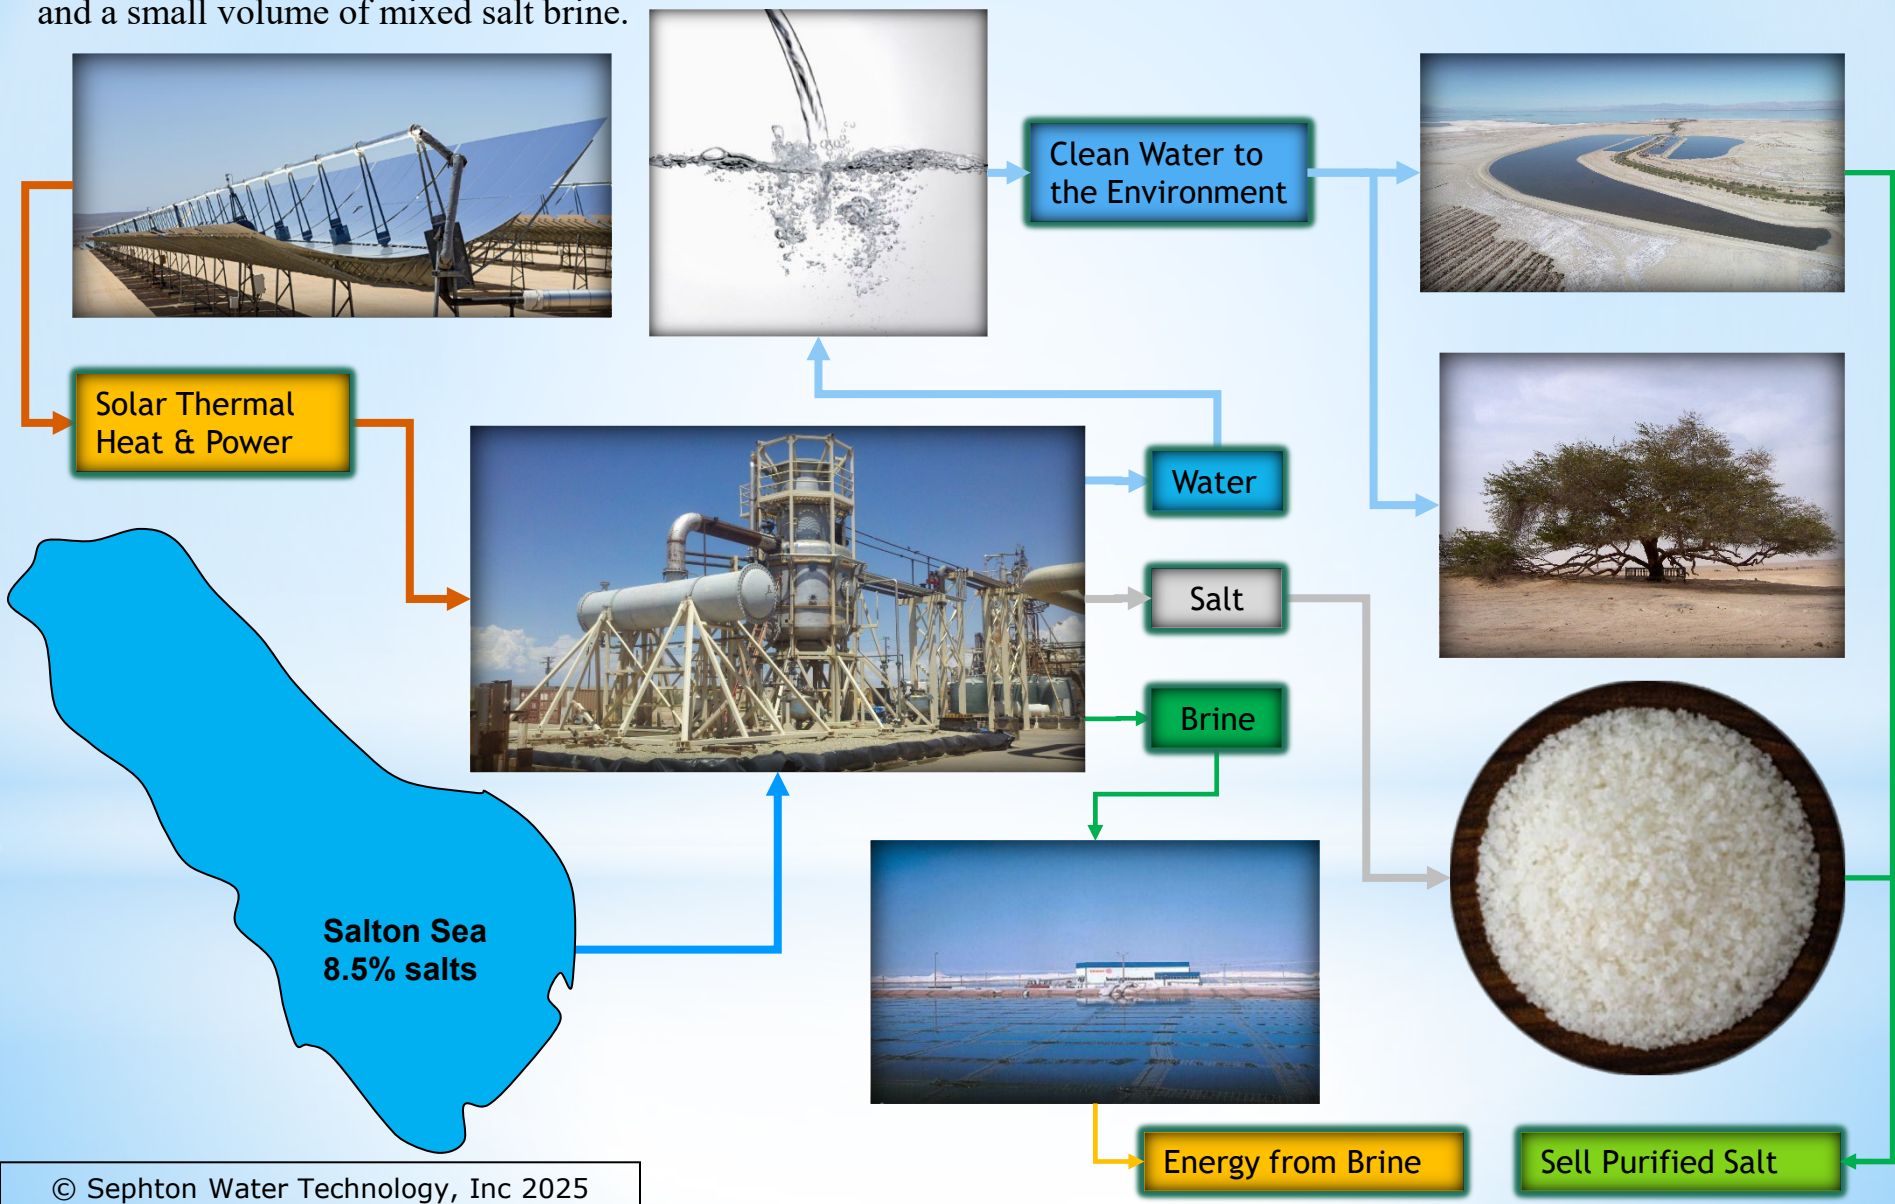 and a small volume of mixed salt brine.
Clean Water to
the Environment
Solar Thermal
Heat & Power
Water
Salt
Brine
Salton Sea
8.5% salts
Energy from Brine
Sell Purified Salt
© Sephton Water Technology, Inc 2025